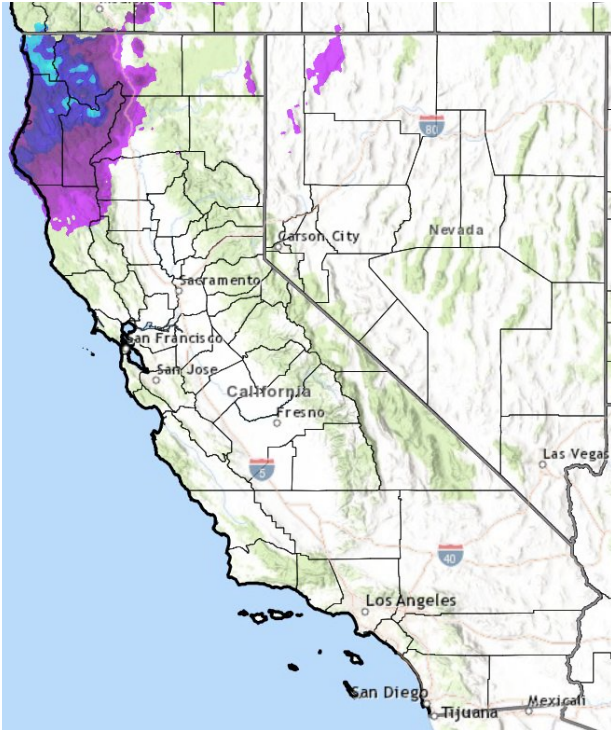 80
Nevada
Carson City
Sacramento
San Francisco
San Jose
California
Fresno
5
Las Vegas
40
Los Angeles
San Diego
Tijuana
Mexicali